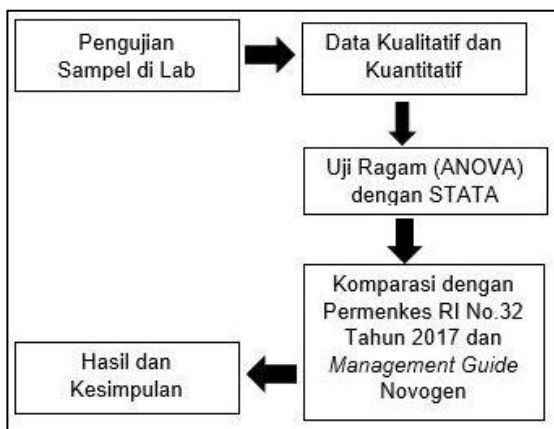 Pengujian
Sampel di Lab
Data Kualitatif dan
Kuantitatif
Uji Ragam (ANOVA)
dengan STATA
Komparasi dengan
Permenkes RI No.32
Tahun 2017 dan
Management Guide
Novogen
Hasil dan
Kesimpulan